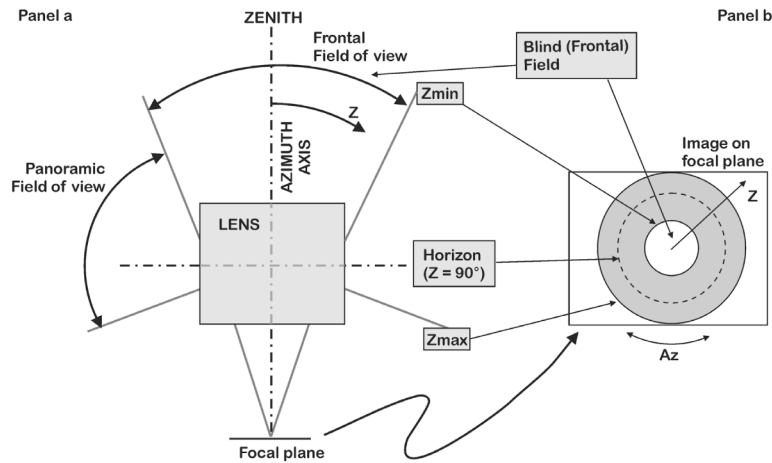 Panel a
ZENITH
Panel b
Frontal
Field of view
Blind (Frontal)
Field
Zmin
Z
AZIMUTH
AXIS
Image on
focal plane
Panoramic
Field of view
Z
LENS
Horizon
(Z = 90°)
Zmax
Az
Focal plane